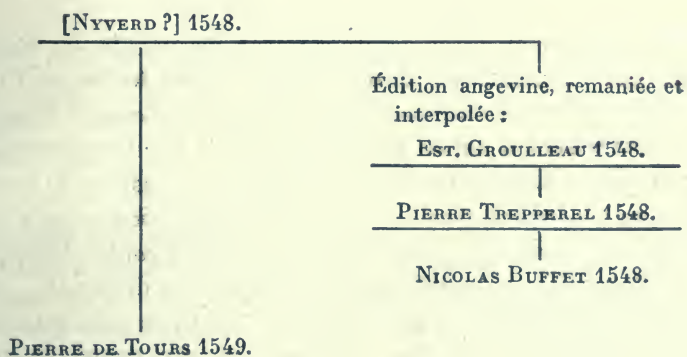 [Nyverd ?] 1548.
Édition angevine, remaniée et
interpolée :
Est. Groulleau 1548.
Pierre Trepperel 1548.
Nicolas Buffet 1548.
Pierre de Tours 1549.